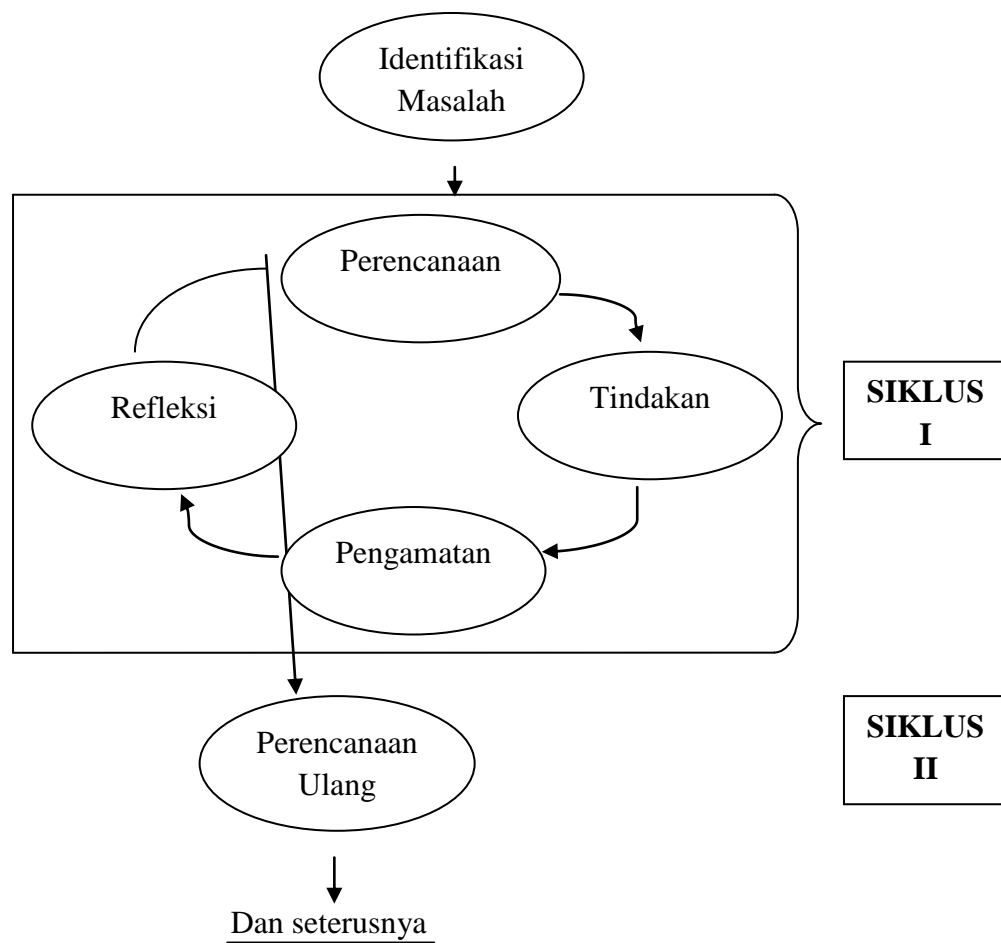 Identifikasi
Masalah
Perencanaan
Refleksi
Tindakan
SIKLUS
I
Pengamatan
Perencanaan
Ulang
SIKLUS
II
Dan seterusnya